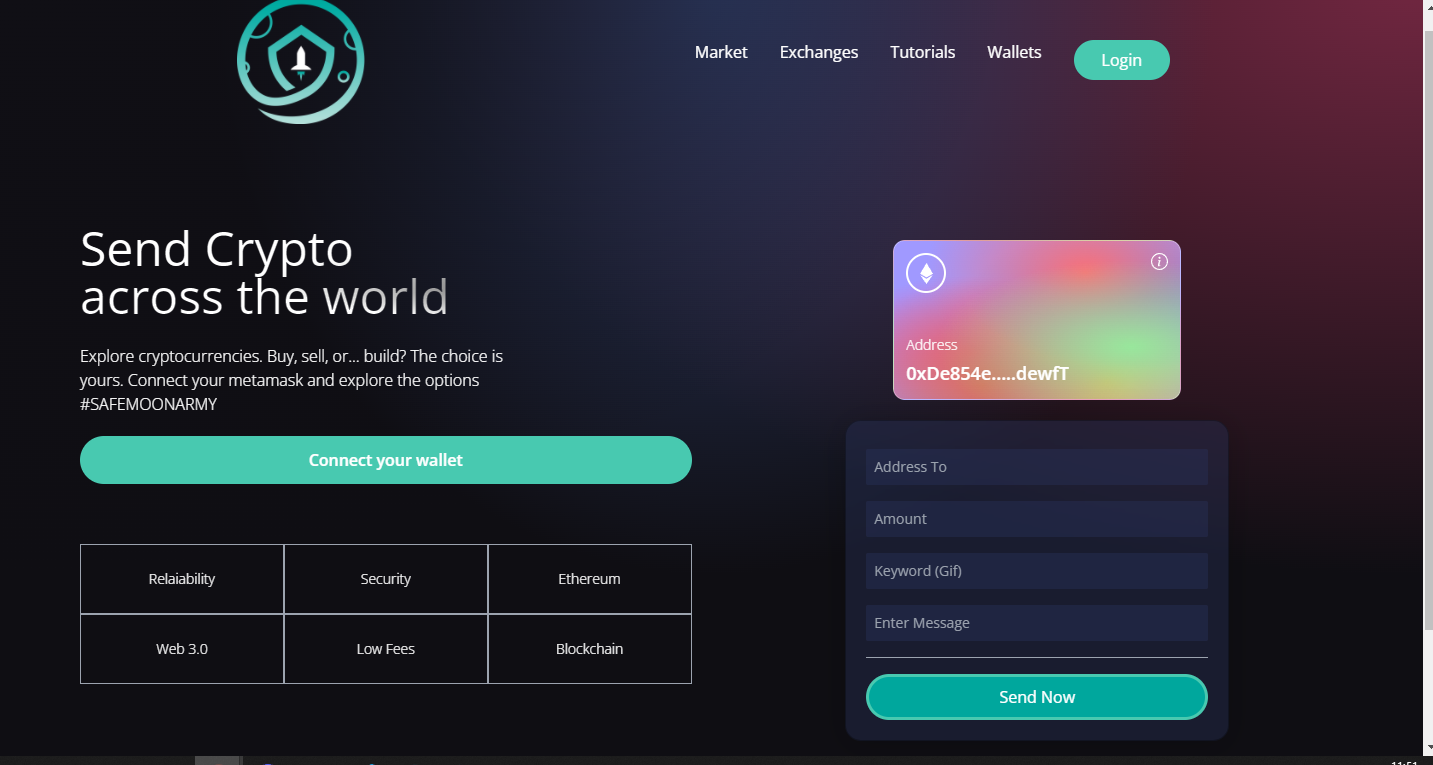 Market Exchanges Tutorials Wallets Login
Send Crypto
across the world
Explore cryptocurrencies. Buy, sell, or... build? The choice is
yours. Connect your metamask and explore the options
#SAFEMOONARMY
Connect your wallet
Relaiability Security Ethereum
Web 3.0 Low Fees Blockchain
Address
0xDe854e.....dewfT
Address To
Amount
Keyword (Gif)
Enter Message
Send Now